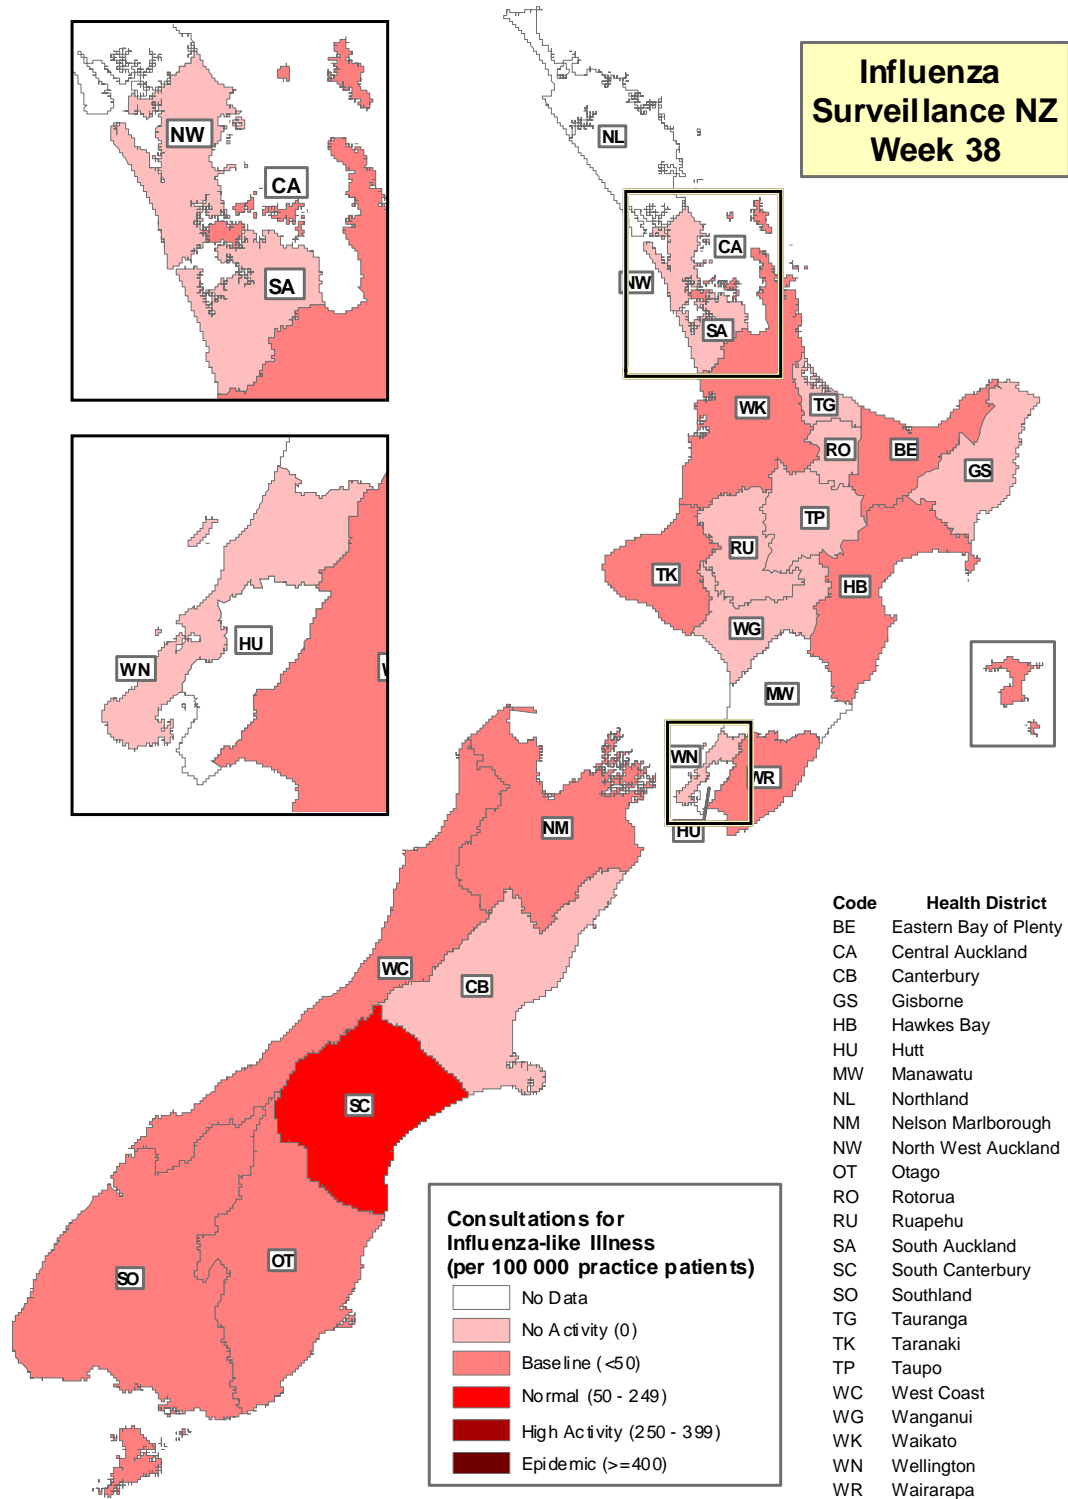 Influenza
Surveillance NZ
Week 38
NW
CA
SA
HU
WN
NL
CA
NW
SA
WK
TG
RO
BE
GS
TP
RU
TK
HB
WG
MW
WN
WR
HU
NM
WC
CB
SC
OT
SO
Consultations for
Influenza-like Illness
(per 100 000 practice patients)
No Data
No Activity (0)
Baseline (<50)
Normal (50 - 249)
High Activity (250 - 399)
Epidemic (>=400)
Code Health District
BE Eastern Bay of Plenty
CA Central Auckland
CB Canterbury
GS Gisborne
HB Hawkes Bay
HU Hutt
MW Manawatu
NL Northland
NM Nelson Marlborough
NW North West Auckland
OT Otago
RO Rotorua
RU Ruapehu
SA South Auckland
SC South Canterbury
SO Southland
TG Tauranga
TK Taranaki
TP Taupo
WC West Coast
WG Wanganui
WK Waikato
WN Wellington
WR Wairarapa